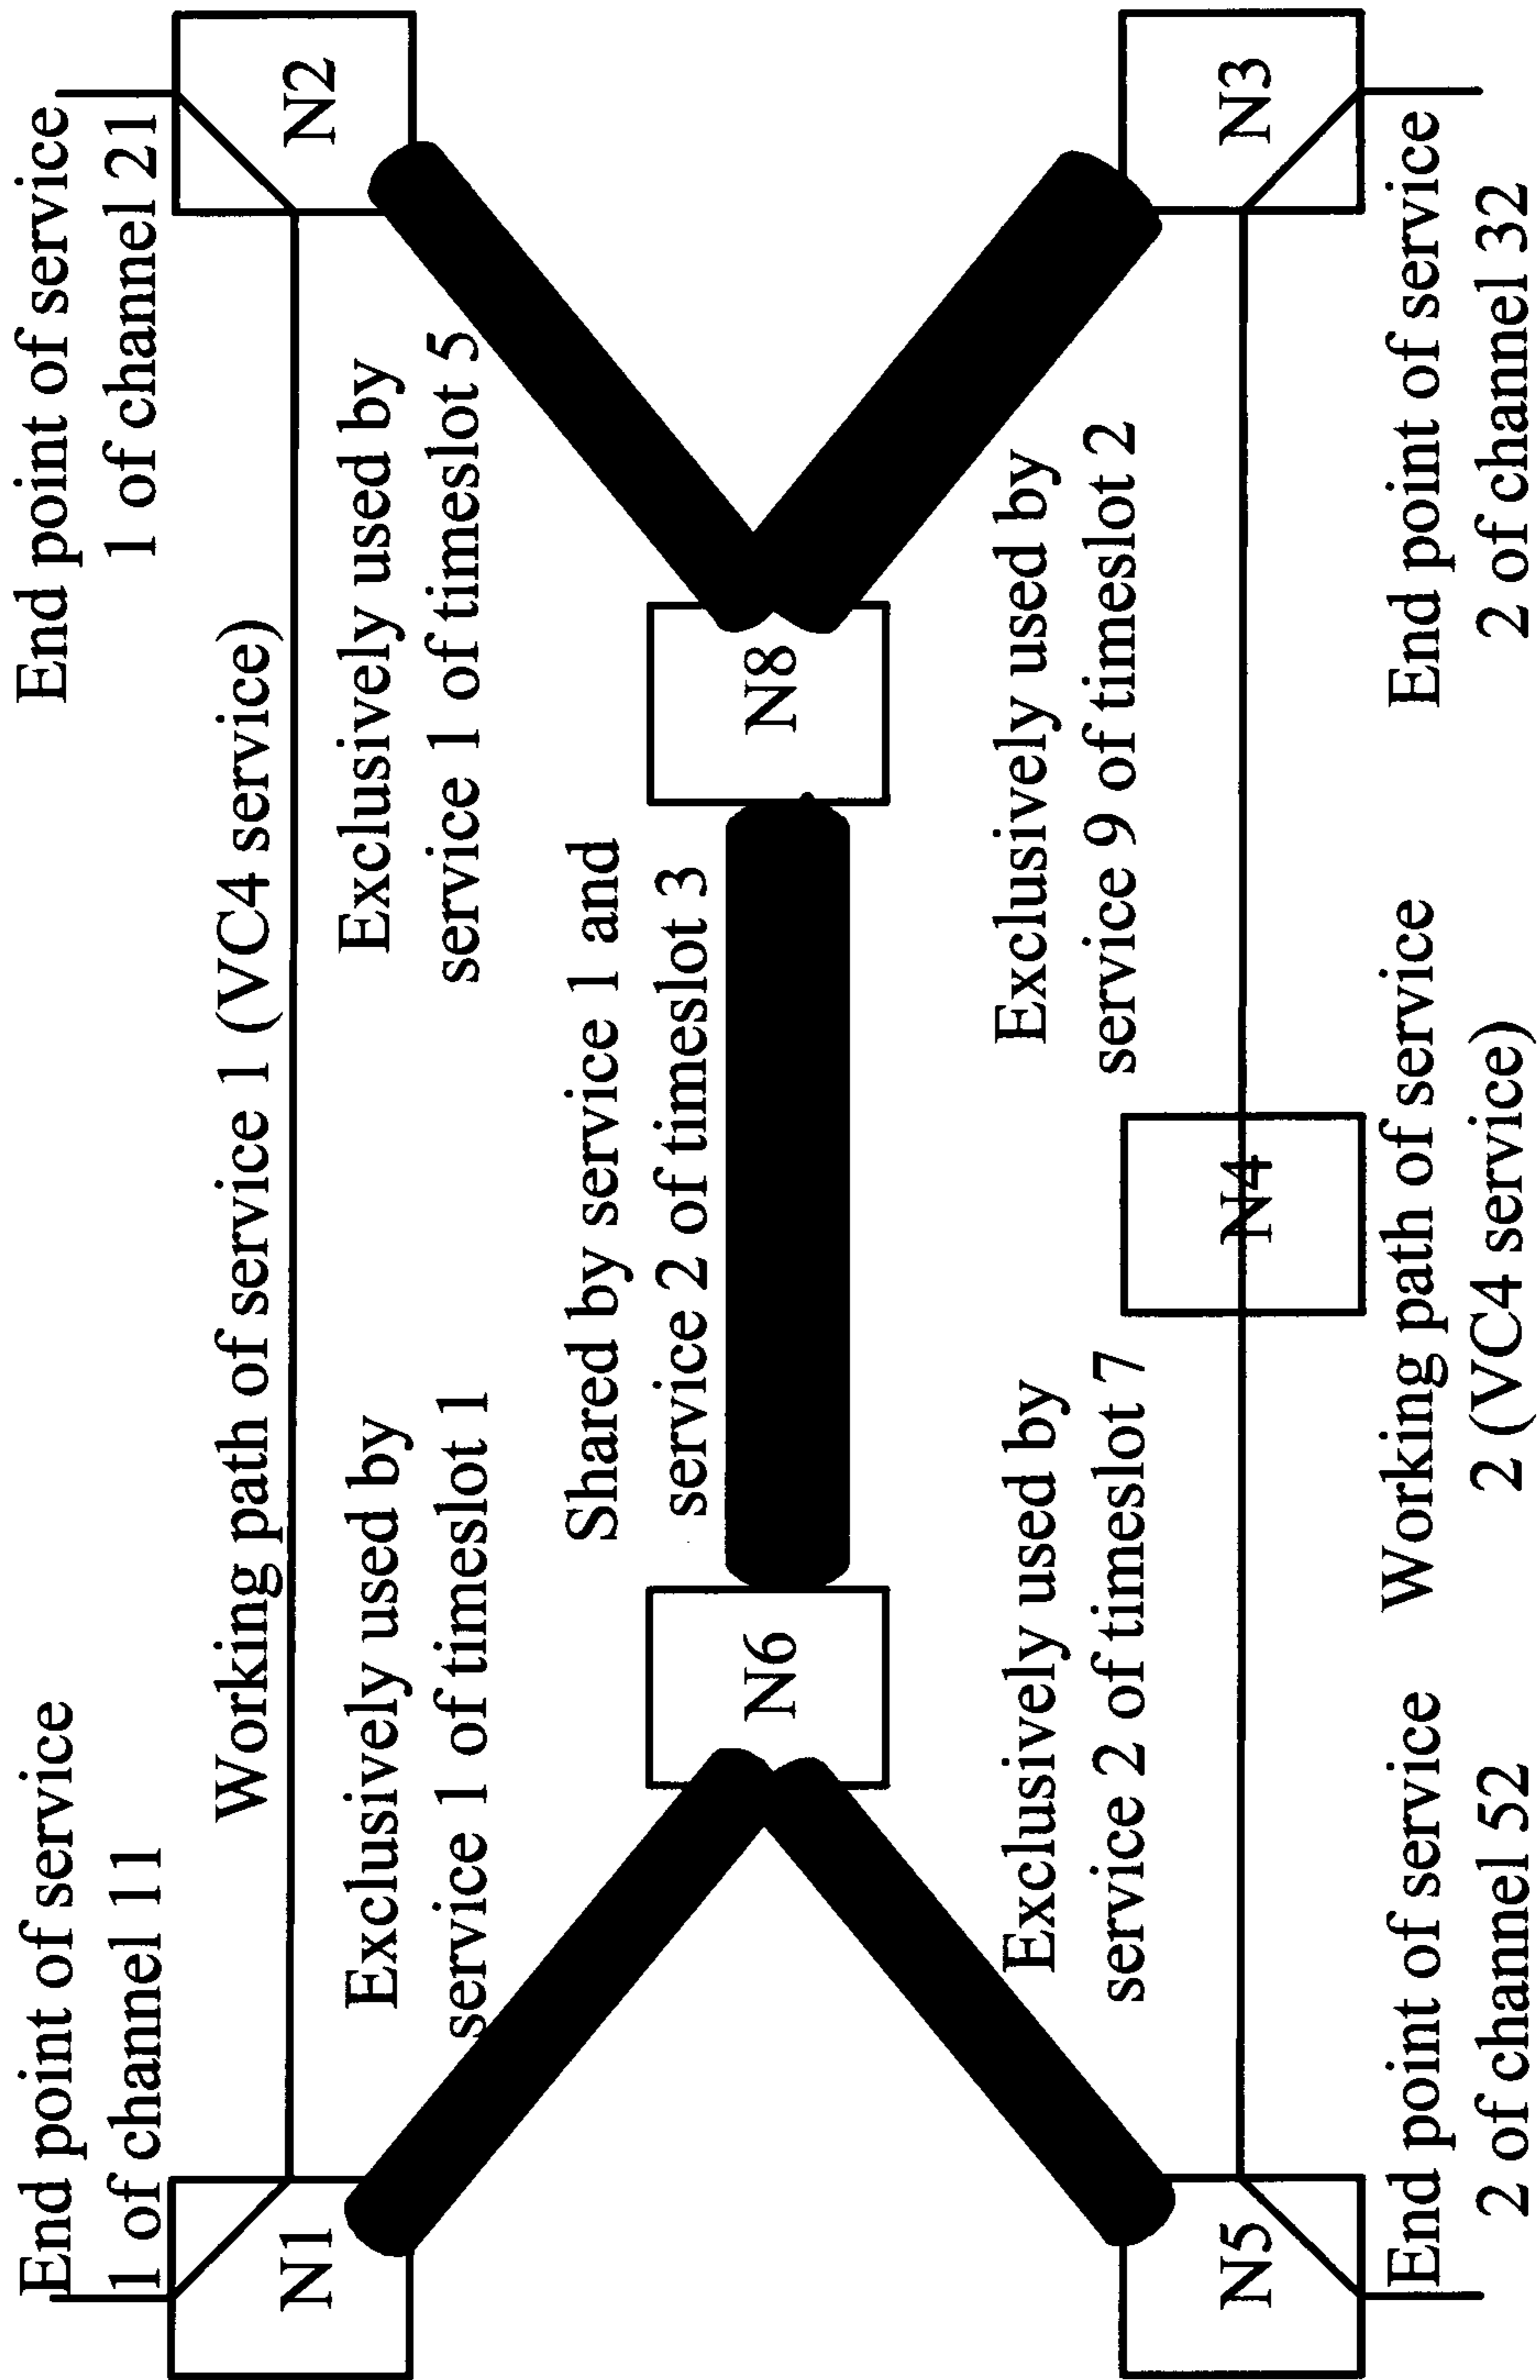 End point of service
1 of channel 11
End point of service
1 of channel 21
Working path of service 1 (VC4 service)
N1
N2
Exclusively used by
service 1 of timeslot 1
Exclusively used by
service 1 of timeslot 5
Shared by service 1 and
service 2 of timeslot 3
N6
N8
Exclusively used by
service 2 of timeslot 7
Exclusively used by
service 9 of timeslot 2
N5
N4
N3
End point of service
2 of channel 52
Working path of service
2 (VC4 service)
End point of service
2 of channel 32